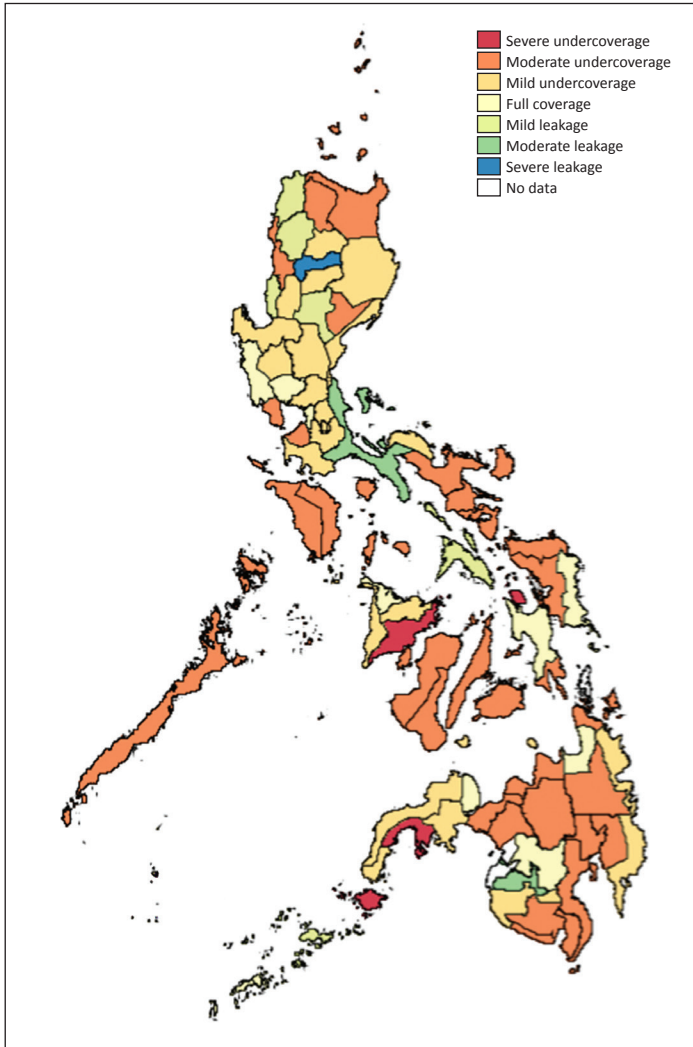 Severe undercoverage
Moderate undercoverage
Mild undercoverage
Full coverage
Mild leakage
Moderate leakage
Severe leakage
No data